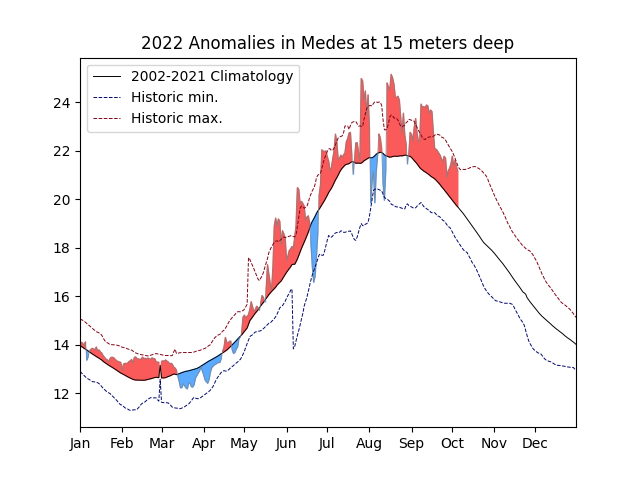 2022 Anomalies in Medes at 15 meters deep
2002-2021 Climatology
Historic min.
Historic max.
24
22
20
18
16
14
12
Jan Feb Mar Apr May Jun Jul Aug Sep Oct Nov Dec